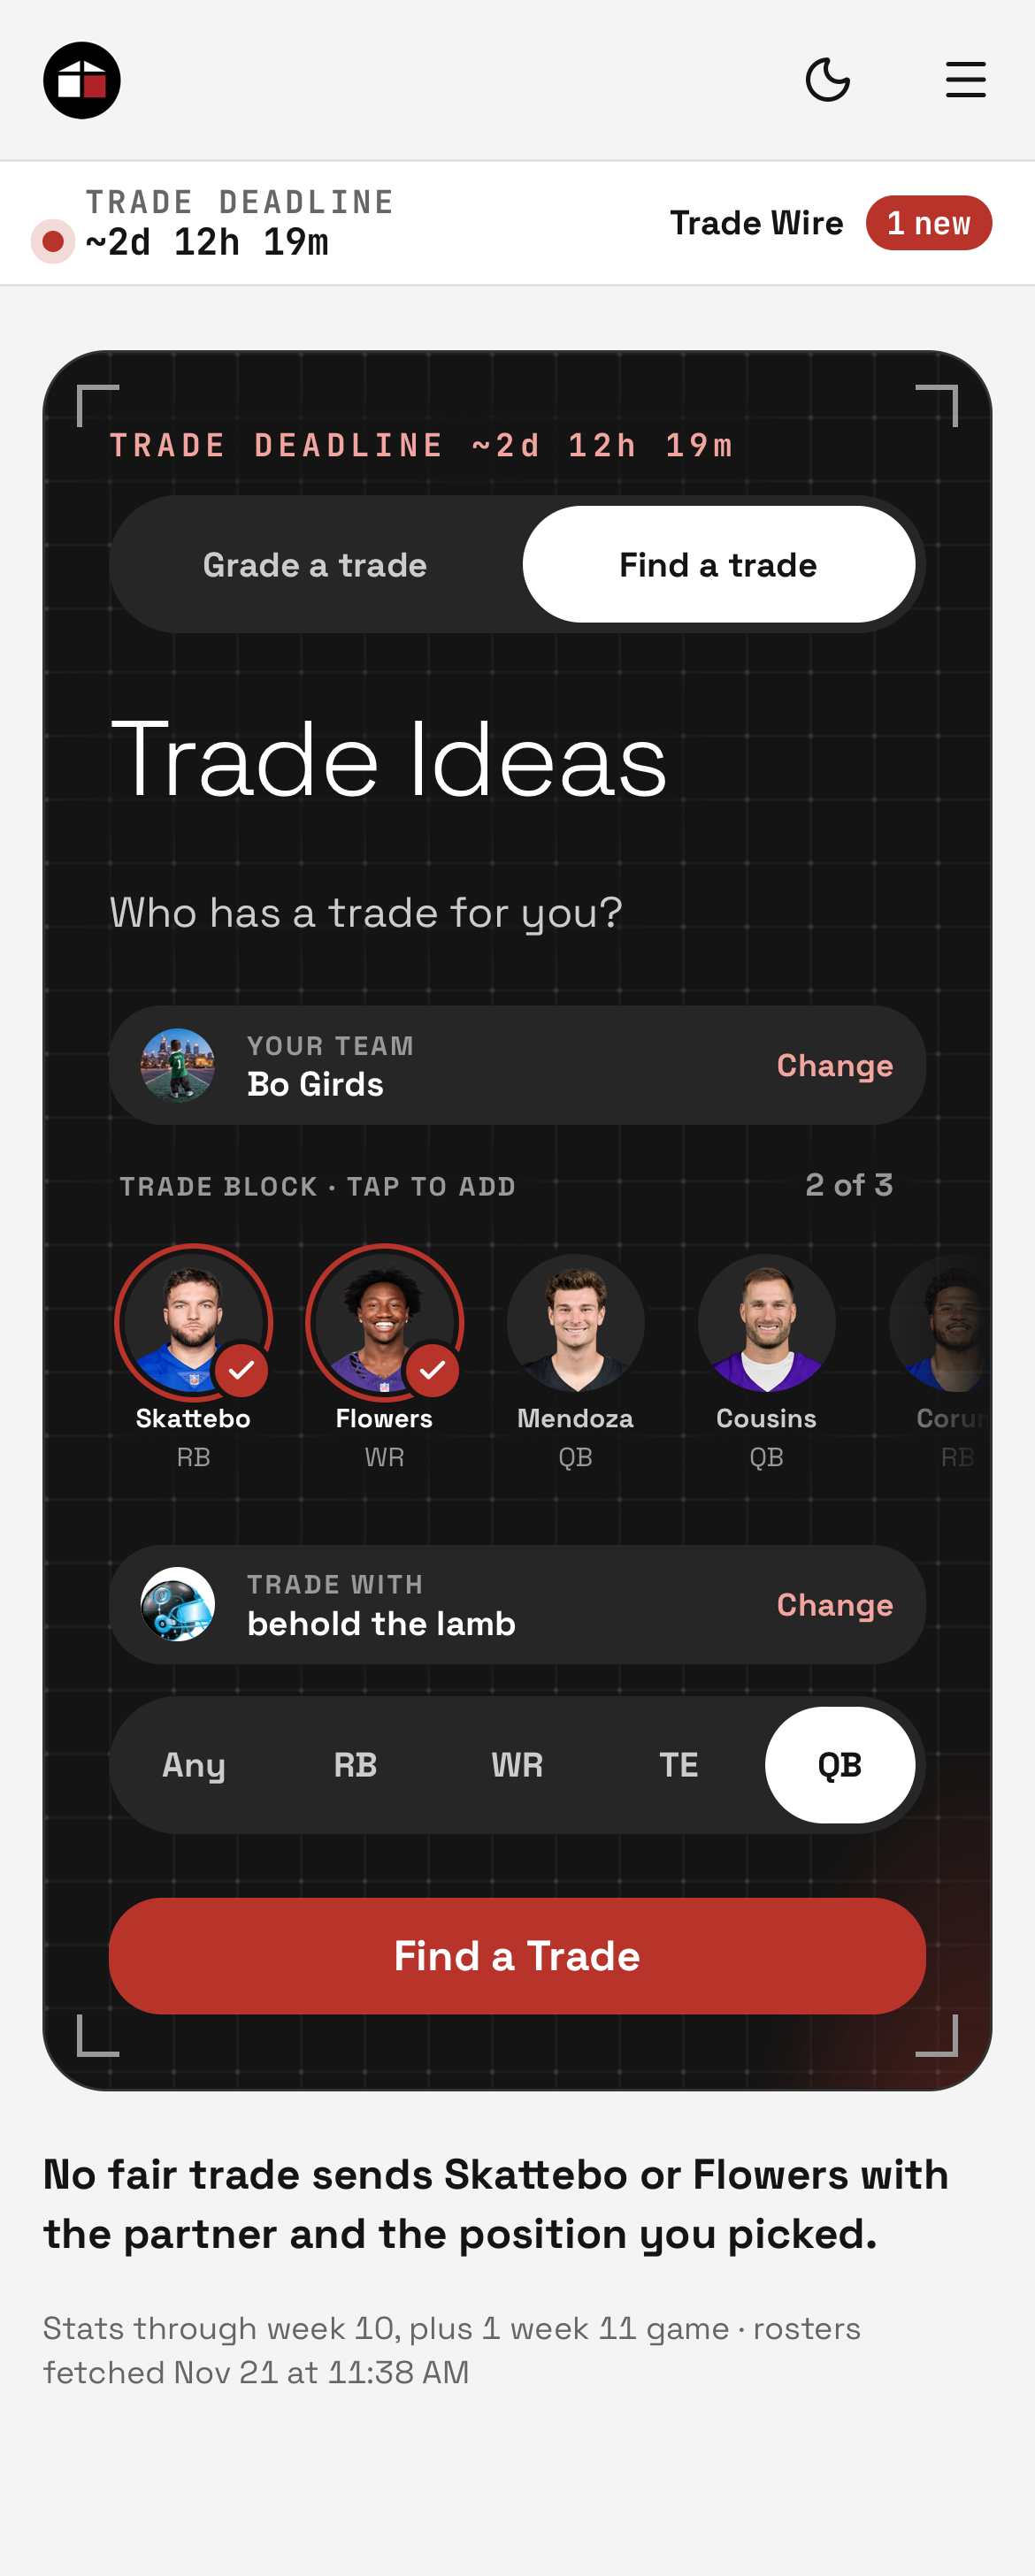 TRADE DEADLINE
~2d 12h 19m
Trade Wire
1 new
TRADE DEADLINE ~2d 12h 19m
Grade a trade
Find a trade
Trade Ideas
Who has a trade for you?
YOUR TEAM
Bo Girds
Change
TRADE BLOCK · TAP TO ADD
2 of 3
Skattebo
Flowers
Mendoza
Cousins
RB
WR
QB
QB
RB
TRADE WITH
behold the lamb
Change
Any
RB
WR
TE
QB
Find a Trade
No fair trade sends Skattebo or Flowers with
the partner and the position you picked.
Stats through week 10, plus 1 week 11 game · rosters
fetched Nov 21 at 11:38 AM